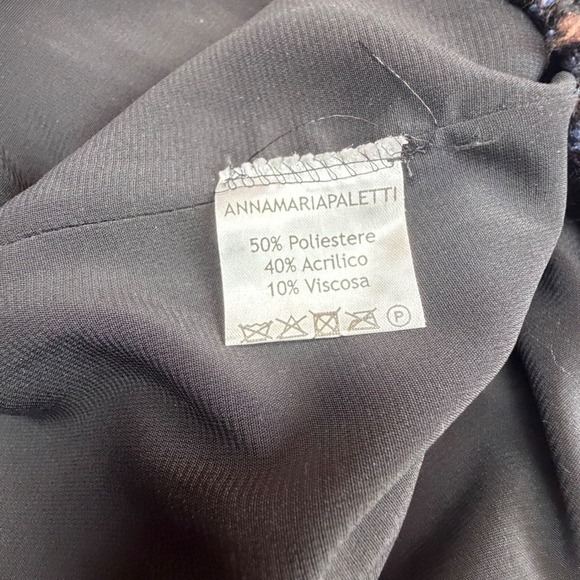 ANNAMARIAPALETTI
50% Poliestere
40% Acrilico
10% Viscosa
P